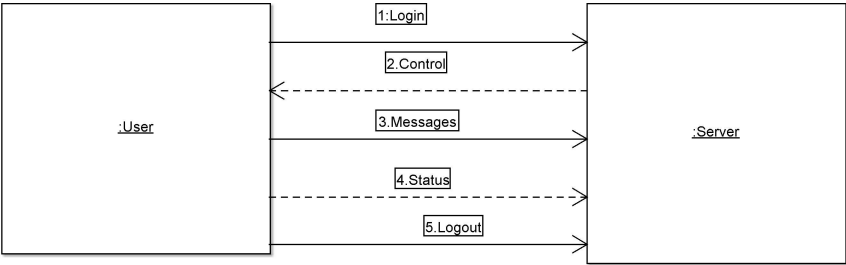 1:Login
2.Control
:User
3.Messages
:Server
4.Status
5.Logout